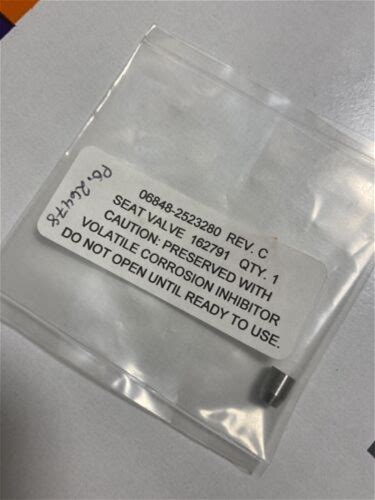 06848-2523280 REV. C
SEAT VALVE 162791 QTY. 1
CAUTION: PRESERVED WITH
VOLATILE CORROSION INHIBITOR
DO NOT OPEN UNTIL READY TO USE.
PO. 26478